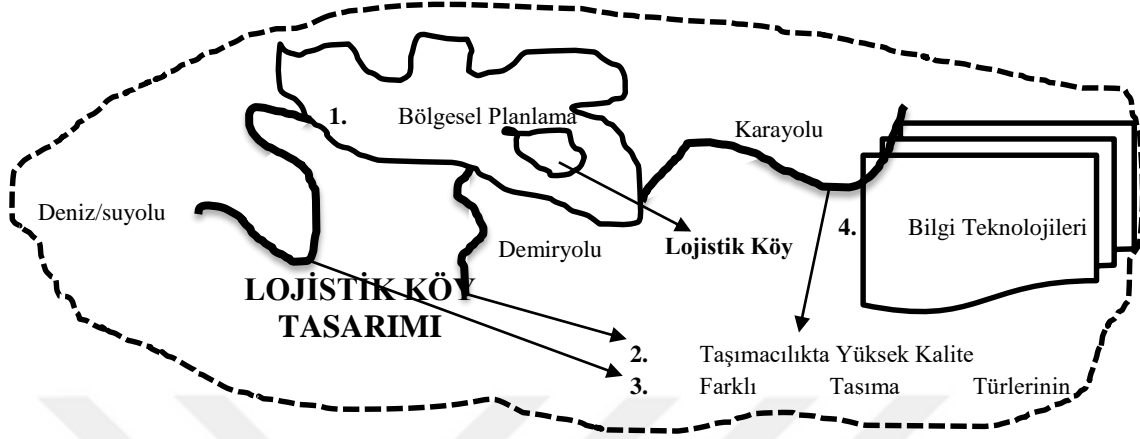 1. Bölgesel Planlama
Karayolu
Deniz/suyolu
Demiryolu
Lojistik Köy
4. Bilgi Teknolojileri
LOJİSTİK KÖY
TASARIMI
2. Taşımacılıkta Yüksek Kalite
3. Farklı Tasıma Türlerinin